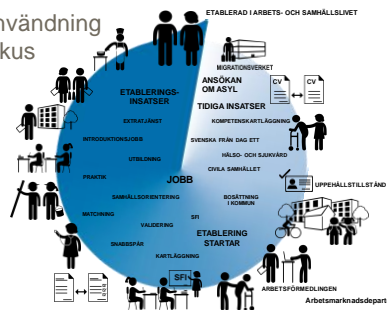 nvändning
kus
ETABLERAD I ARBETS- OCH SAMHÄLLSLIVET
MIGRATIONSVERKET
ANSÖKAN
OM ASYL
CV
CV
ETABLERINGS-
INSATSER
TIDIGA INSATSER
EXTRATJÄNST
KOMPETENSKARTLÄGGNING
INTRODUKTIONSJOBB
SVENSKA FRÅN DAG ETT
HÄLSO- OCH SJUKVÅRD
UTBILDNING
CIVILA SAMHÄLLET
PRAKTIK
JOBB
UPPEHÅLLSTILLSTÅND
SAMHÄLLSORIENTERING
BOSÄTTNING
I KOMMUN
MATCHNING
SFI
VALIDERING
ETABLERING
STARTAR
SNABBSPÅR
KARTLÄGGNING
SFI
ARBETSFÖRMEDLINGEN
Arbetsmarknadsdepart